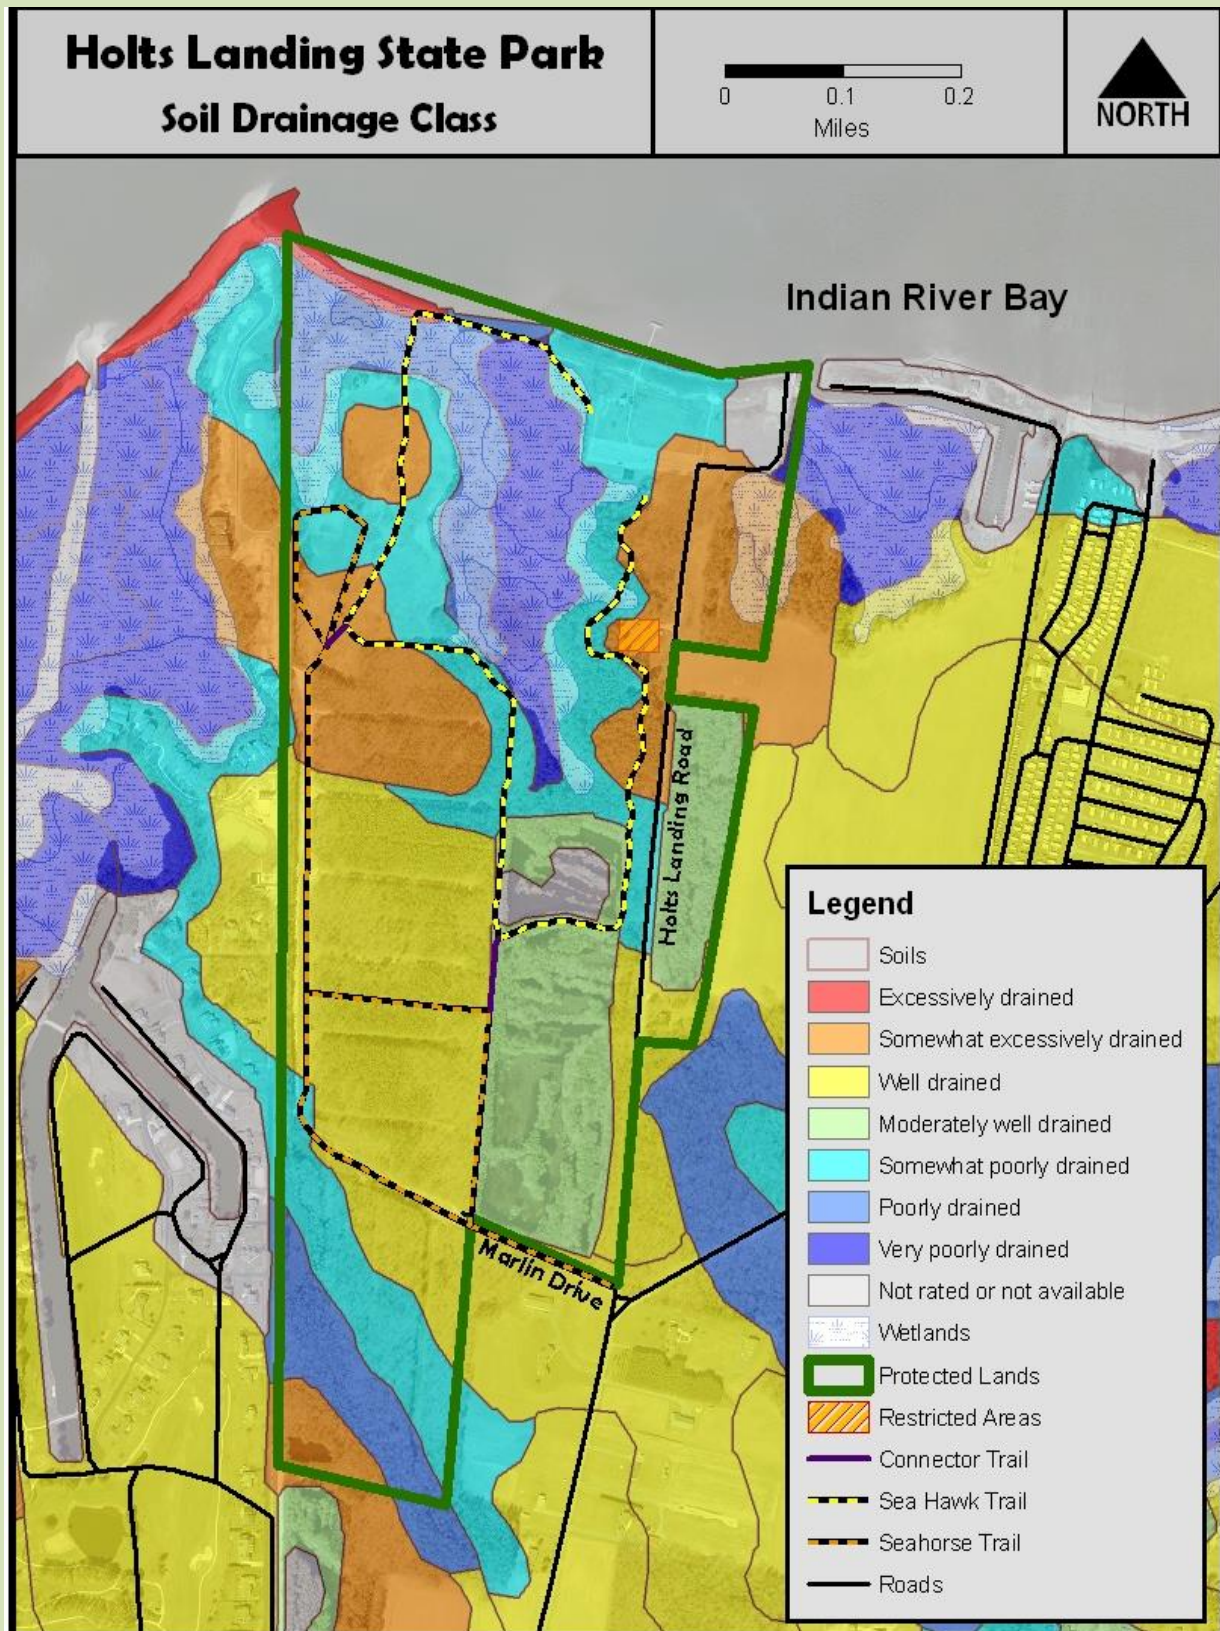 Holts Landing State Park
Soil Drainage Class
0 0.1 0.2
Miles
NORTH
Indian River Bay
Holts Landing Road
Marlin Drive
Legend
Soils
Excessively drained
Somewhat excessively drained
Well drained
Moderately well drained
Somewhat poorly drained
Poorly drained
Very poorly drained
Not rated or not available
Wetlands
Protected Lands
Restricted Areas
Connector Trail
Sea Hawk Trail
Seahorse Trail
Roads